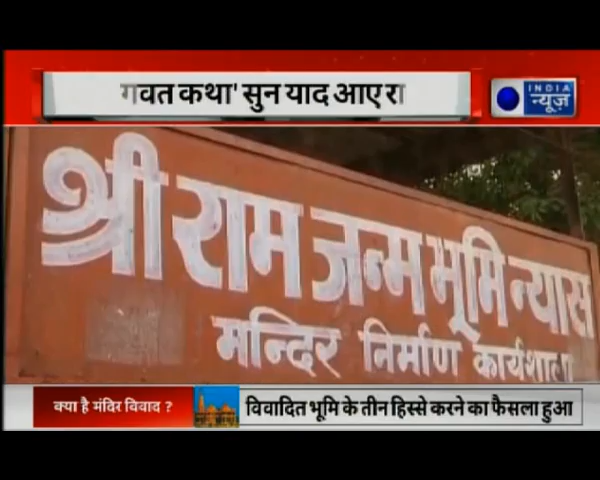 गवत कथा' सुन याद आए रा
INDIA
न्यूज़
श्री राम जन्म भूमि न्यास
मन्दिर निर्माण कार्यशाला
क्या है मंदिर विवाद ?
विवादित भूमि के तीन हिस्से करने का फैसला हुआ